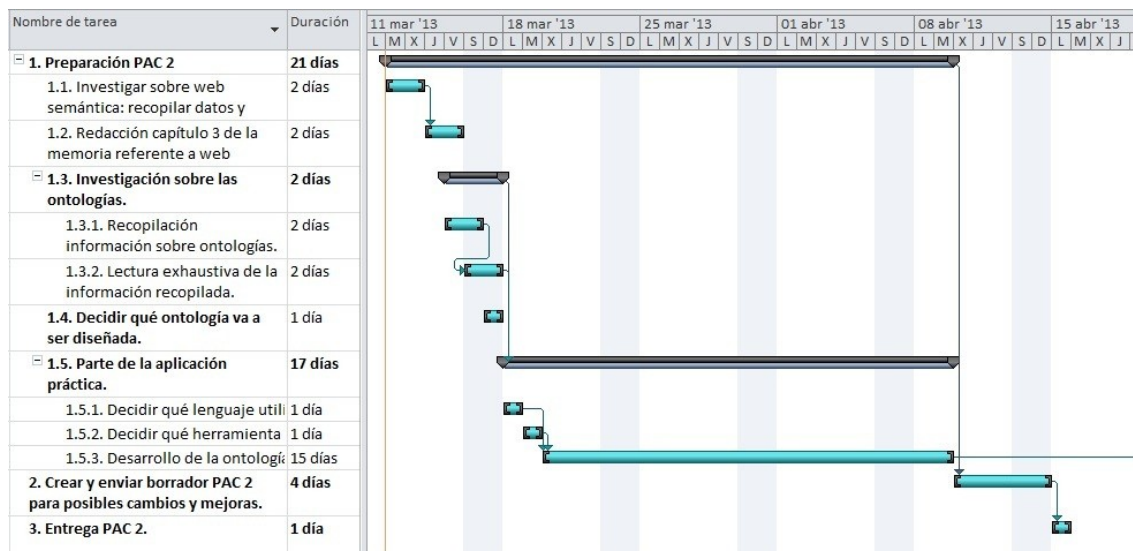 Nombre de tarea Duración 11 mar '13 18 mar '13 25 mar '13 01 abr '13 08 abr '13 15 abr '13
L M X J V S D L M X J V S D L M X J V S D L M X J V S D L M X J V S D L M X J
1. Preparación PAC 2 21 días
1.1. Investigar sobre web 2 días
semántica: recopilar datos y
1.2. Redacción capítulo 3 de la 2 días
memoria referente a web
1.3. Investigación sobre las 2 días
ontologías.
1.3.1. Recopilación 2 días
información sobre ontologías.
1.3.2. Lectura exhaustiva de la 2 días
información recopilada.
1.4. Decidir qué ontología va a 1 día
ser diseñada.
1.5. Parte de la aplicación 17 días
práctica.
1.5.1. Decidir qué lenguaje utili 1 día
1.5.2. Decidir qué herramienta 1 día
1.5.3. Desarrollo de la ontología 15 días
2. Crear y enviar borrador PAC 2 4 días
para posibles cambios y mejoras.
3. Entrega PAC 2. 1 día